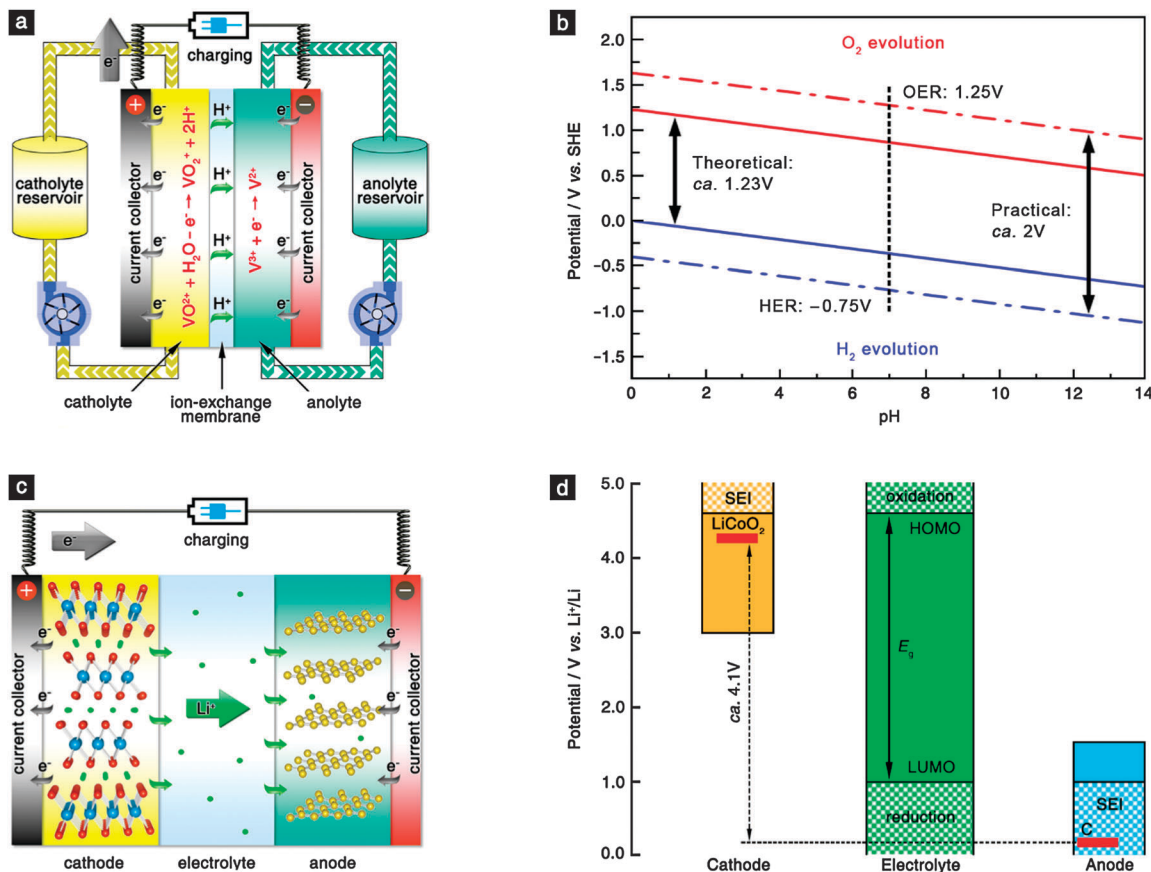 a
charging
e⁻
+
−
e⁻ H⁺ e⁻
e⁻ H⁺ e⁻
e⁻ H⁺ e⁻
e⁻ H⁺ e⁻
catholyte
reservoir
current collector
VO²⁺ + H₂O – e⁻ → VO₂⁺ + 2H⁺
V³⁺ + e⁻ → V²⁺
current collector
anolyte
reservoir
catholyte
ion-exchange
membrane
anolyte
b
Potential / V vs. SHE
2.0
1.5
1.0
0.5
0.0
−0.5
−1.0
−1.5
O₂ evolution
OER: 1.25V
Theoretical:
ca. 1.23V
Practical:
ca. 2V
HER: −0.75V
H₂ evolution
0 2 4 6 8 10 12 14
pH
c
charging
e⁻
+
−
e⁻ e⁻
e⁻ e⁻
e⁻ e⁻
current collector
Li⁺
current collector
cathode electrolyte anode
d
Potential / V vs. Li⁺/Li
5.0
4.0
3.0
2.0
1.0
0.0
SEI
LiCoO₂
ca. 4.1V
oxidation
HOMO
E_g
LUMO
reduction
SEI
C
Cathode Electrolyte Anode